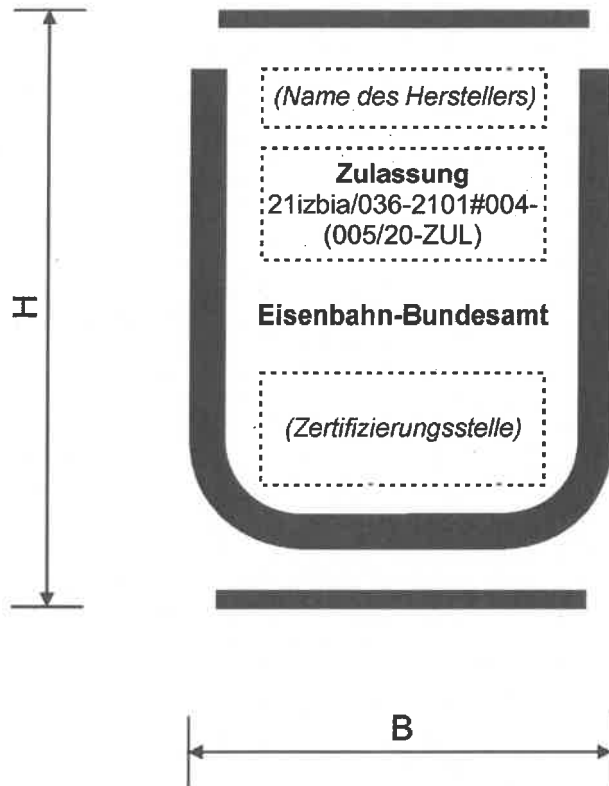 (Name des Herstellers)
Zulassung
21izbia/036-2101#004-
(005/20-ZUL)
Eisenbahn-Bundesamt
(Zertifizierungsstelle)
H
B